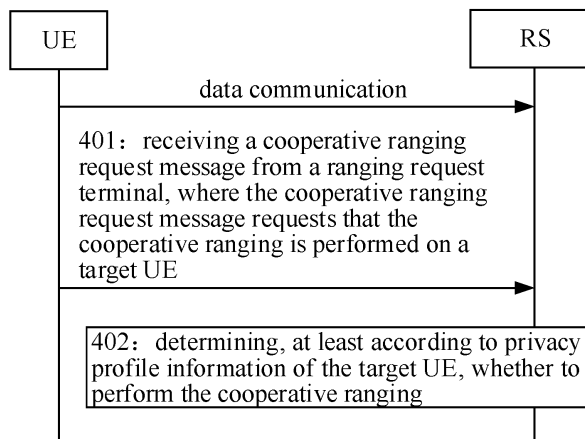 UE
RS
data communication
401：receiving a cooperative ranging
request message from a ranging request
terminal, where the cooperative ranging
request message requests that the
cooperative ranging is performed on a
target UE
402：determining, at least according to privacy
profile information of the target UE, whether to
perform the cooperative ranging